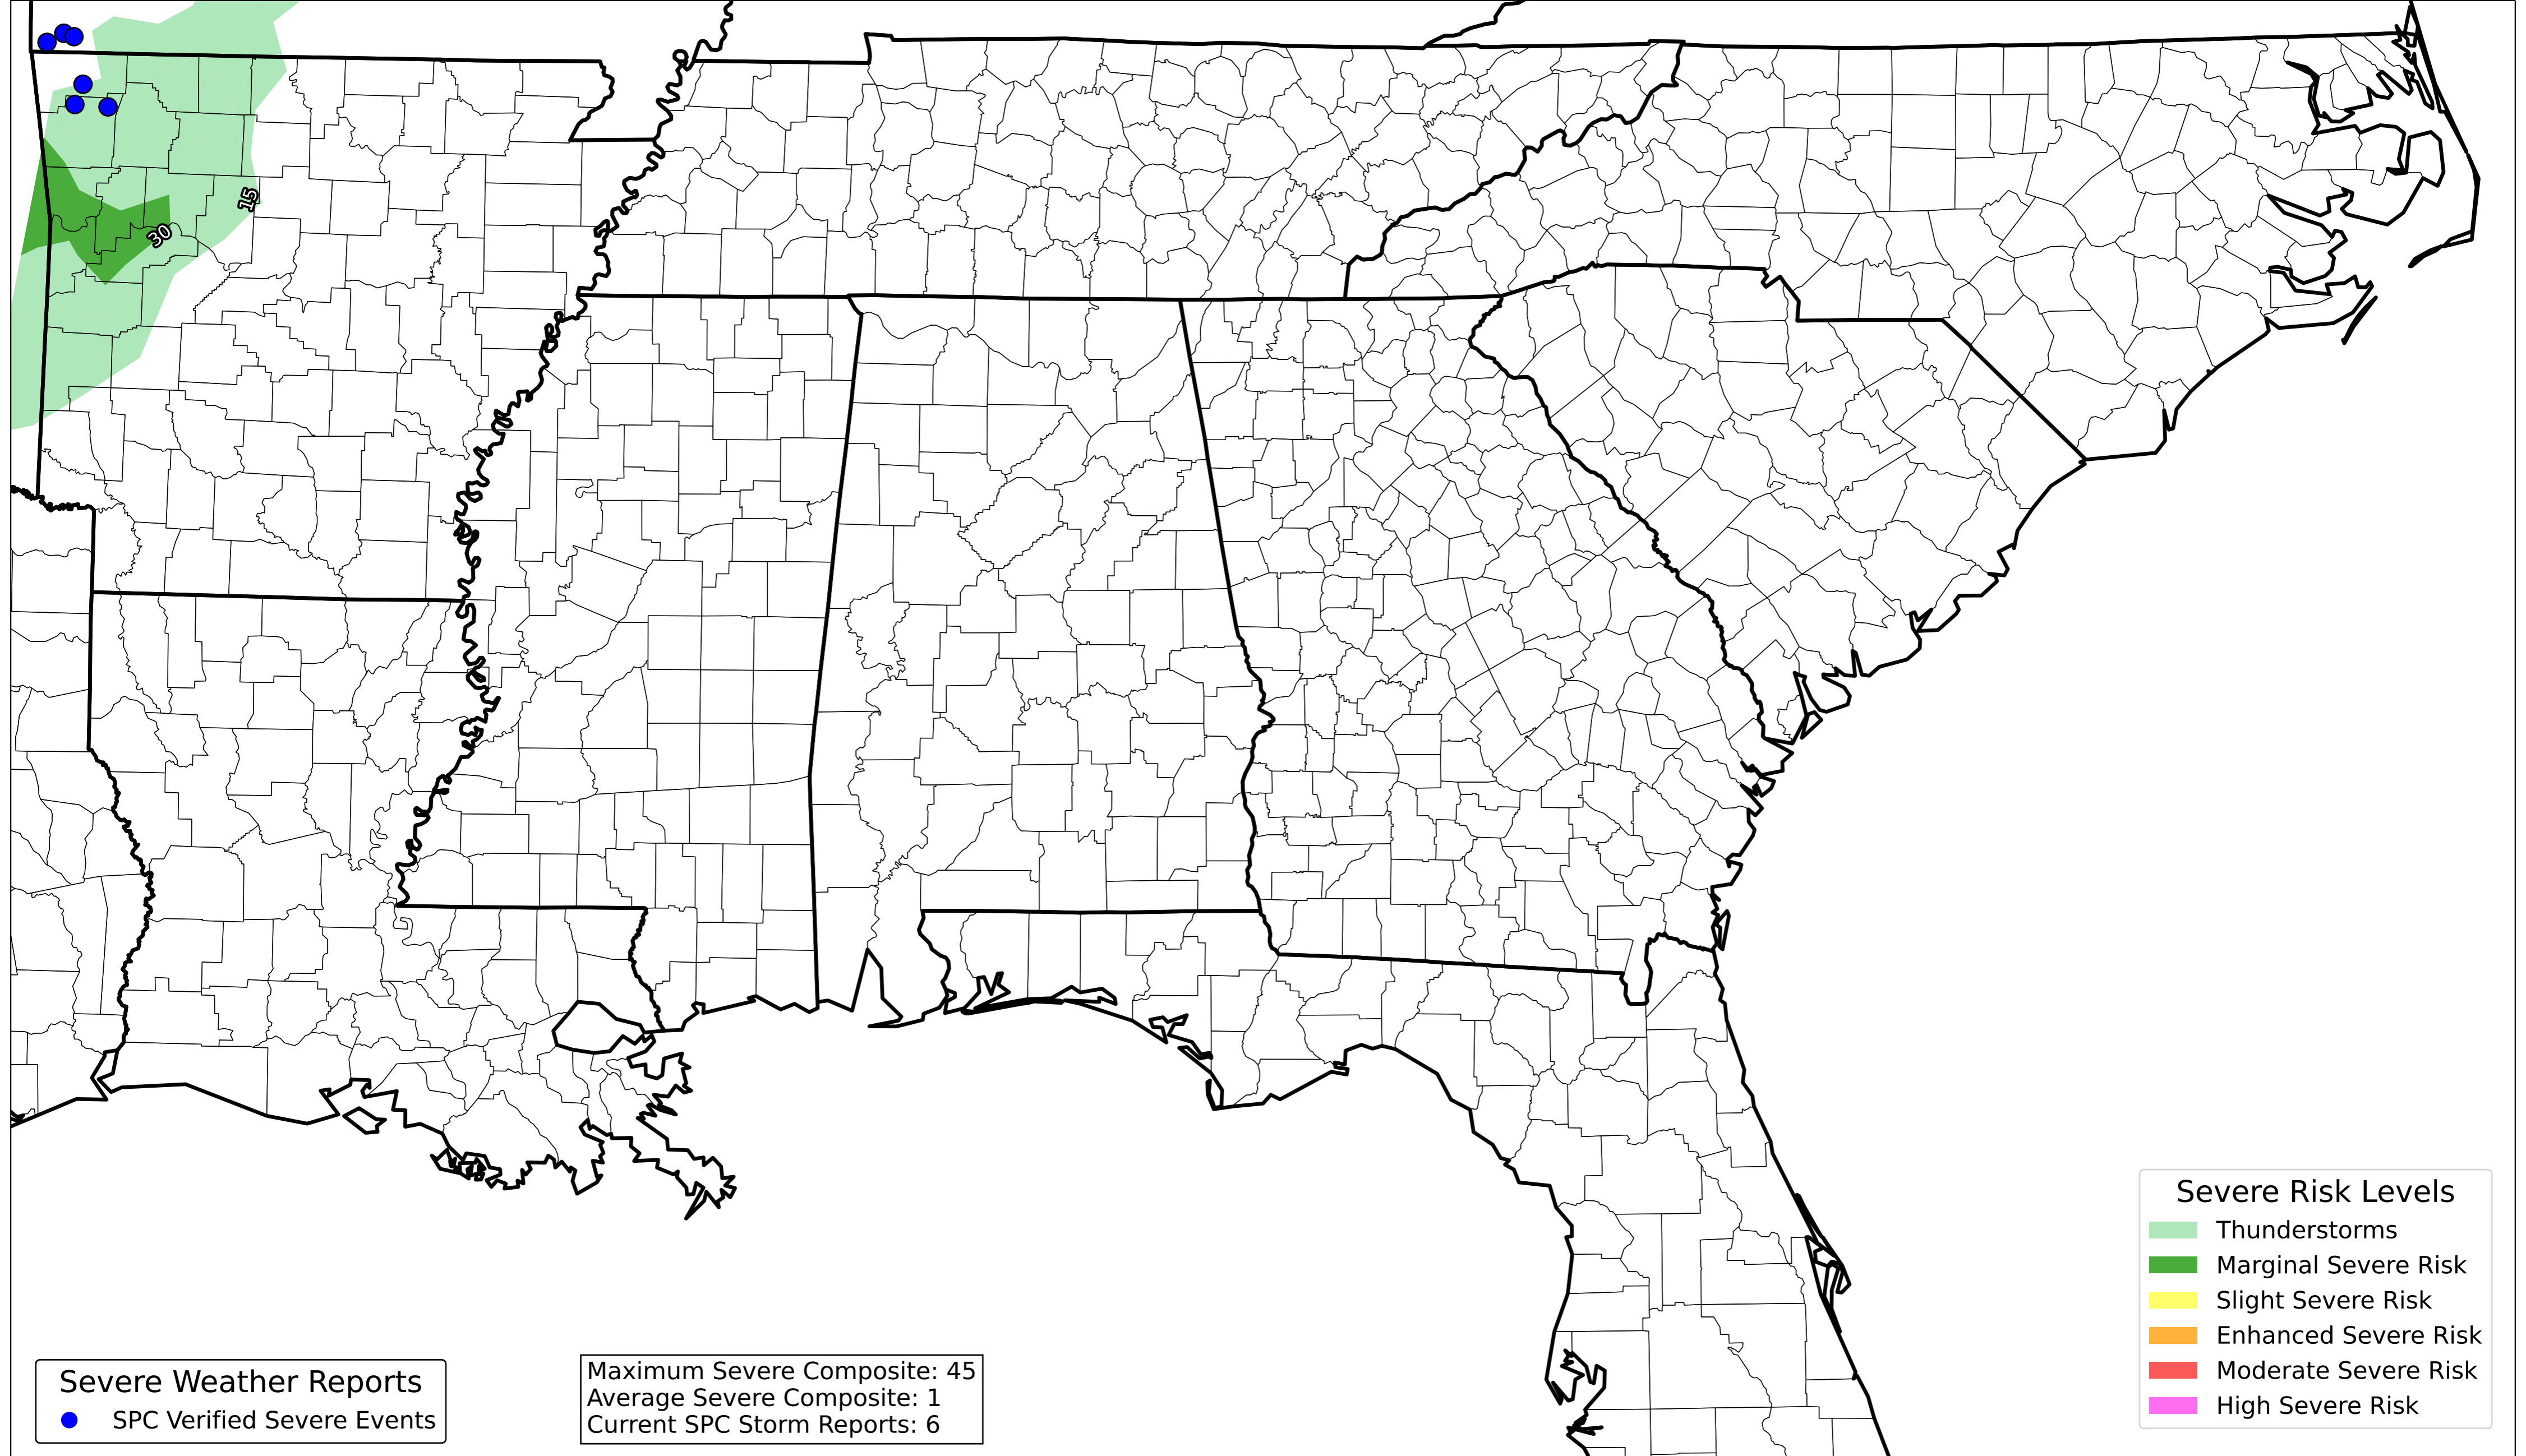 15
30
Severe Risk Levels
Thunderstorms
Marginal Severe Risk
Slight Severe Risk
Enhanced Severe Risk
Moderate Severe Risk
High Severe Risk
Severe Weather Reports
SPC Verified Severe Events
Maximum Severe Composite: 45
Average Severe Composite: 1
Current SPC Storm Reports: 6